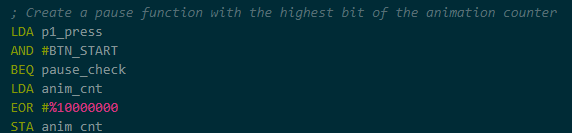 ; Create a pause function with the highest bit of the animation counter
LDA p1_press
AND #BTN_START
BEQ pause_check
LDA anim_cnt
EOR #%10000000
STA anim_cnt